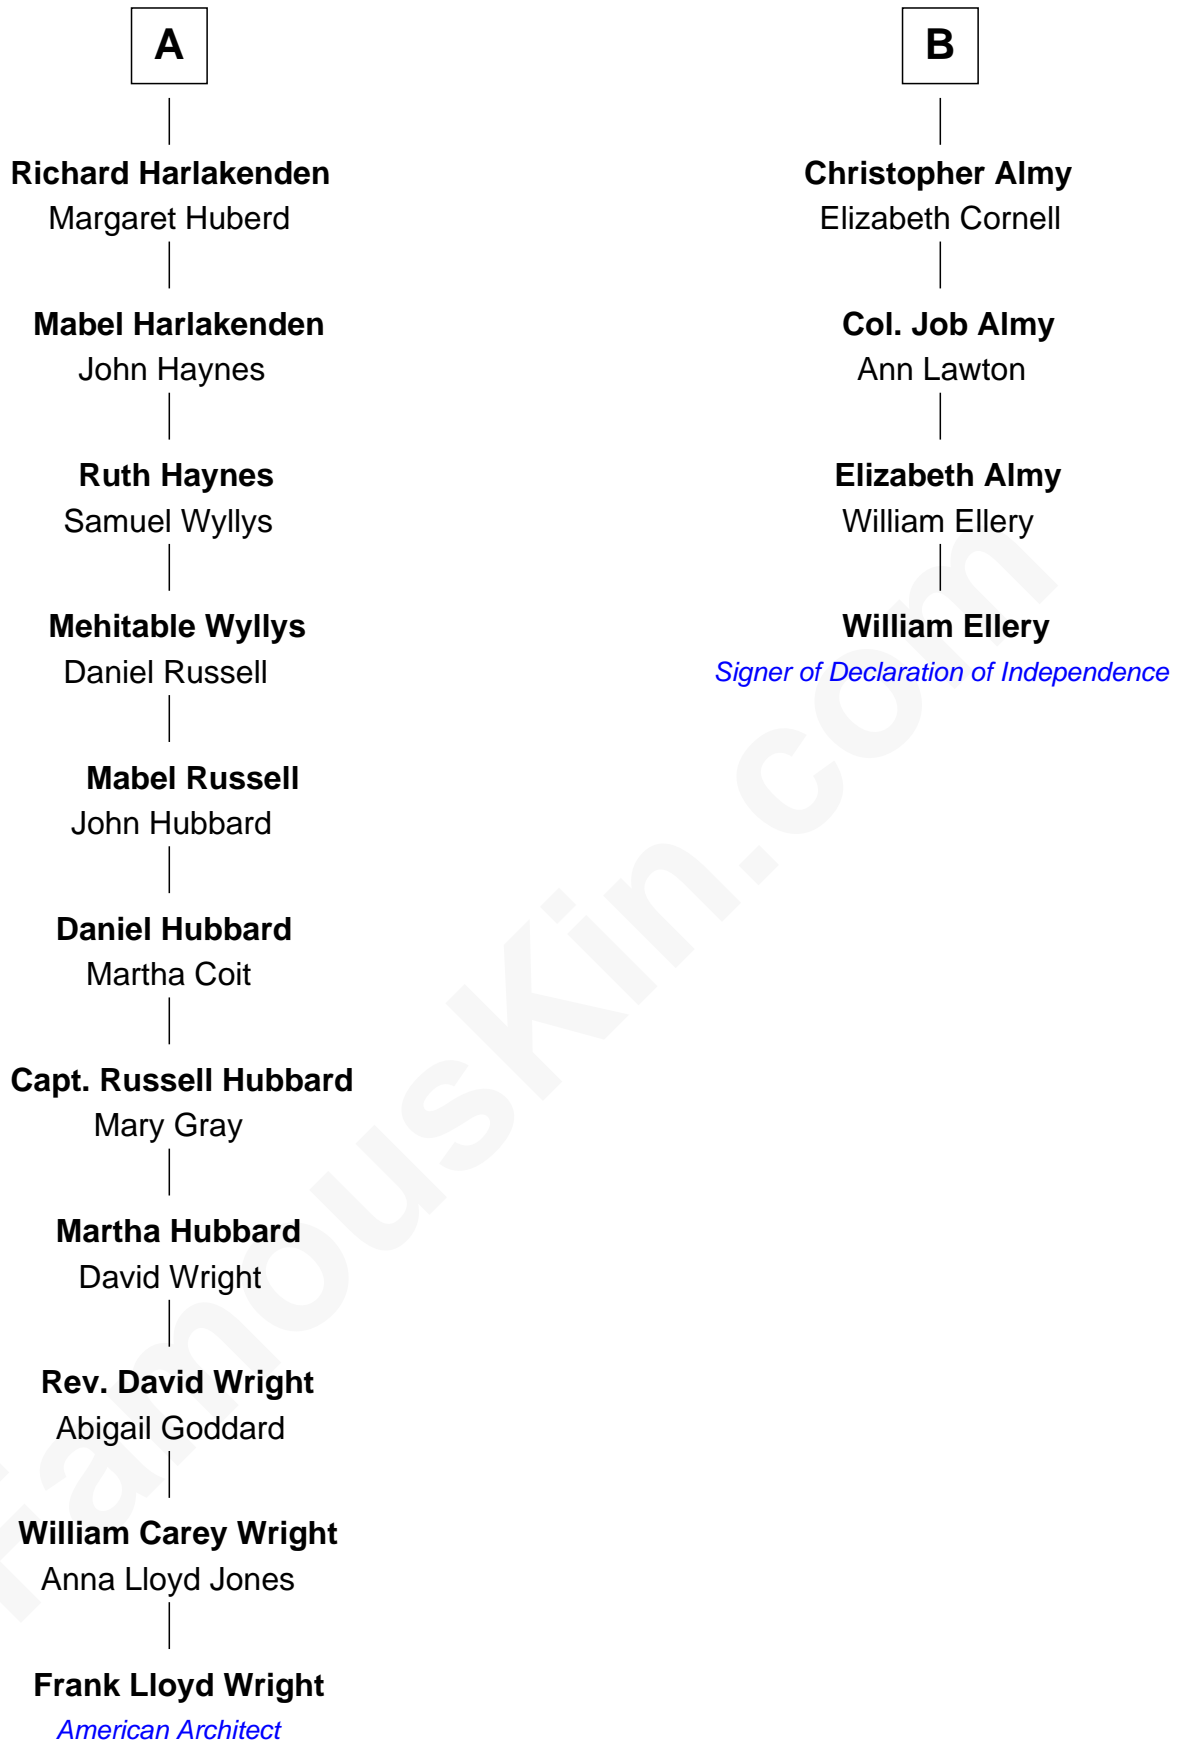 A
Richard Harlakenden
Margaret Huberd
Mabel Harlakenden
John Haynes
Ruth Haynes
Samuel Wyllys
Mehitable Wyllys
Daniel Russell
Mabel Russell
John Hubbard
Daniel Hubbard
Martha Coit
Capt. Russell Hubbard
Mary Gray
Martha Hubbard
David Wright
Rev. David Wright
Abigail Goddard
William Carey Wright
Anna Lloyd Jones
Frank Lloyd Wright
American Architect
B
Christopher Almy
Elizabeth Cornell
Col. Job Almy
Ann Lawton
Elizabeth Almy
William Ellery
William Ellery
Signer of Declaration of Independence
FamousKin.com